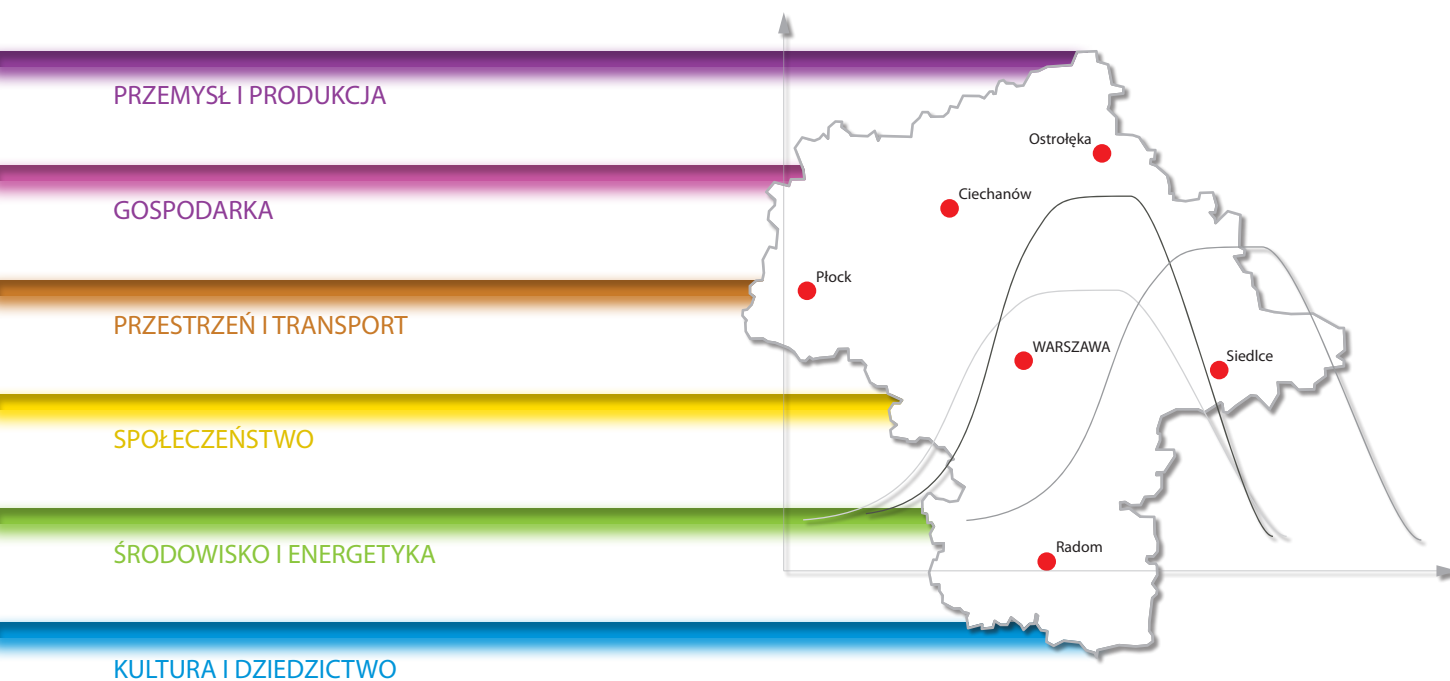 PRZEMYSŁ I PRODUKCJA
GOSPODARKA
PRZESTRZEŃ I TRANSPORT
SPOŁECZEŃSTWO
ŚRODOWISKO I ENERGETYKA
KULTURA I DZIEDZICTWO
Ostrołęka
Ciechanów
Płock
WARSZAWA
Siedlce
Radom